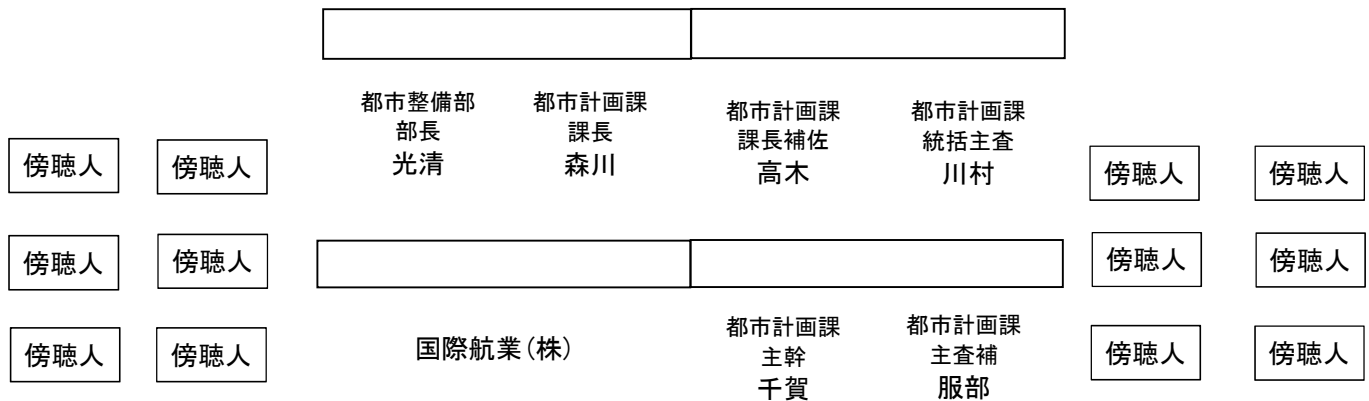 都市整備部
部長
光清
都市計画課
課長
森川
都市計画課
課長補佐
高木
都市計画課
統括主査
川村
傍聴人
傍聴人
傍聴人
傍聴人
傍聴人
傍聴人
傍聴人
傍聴人
国際航業(株)
都市計画課
主幹
千賀
都市計画課
主査補
服部
傍聴人
傍聴人
傍聴人
傍聴人